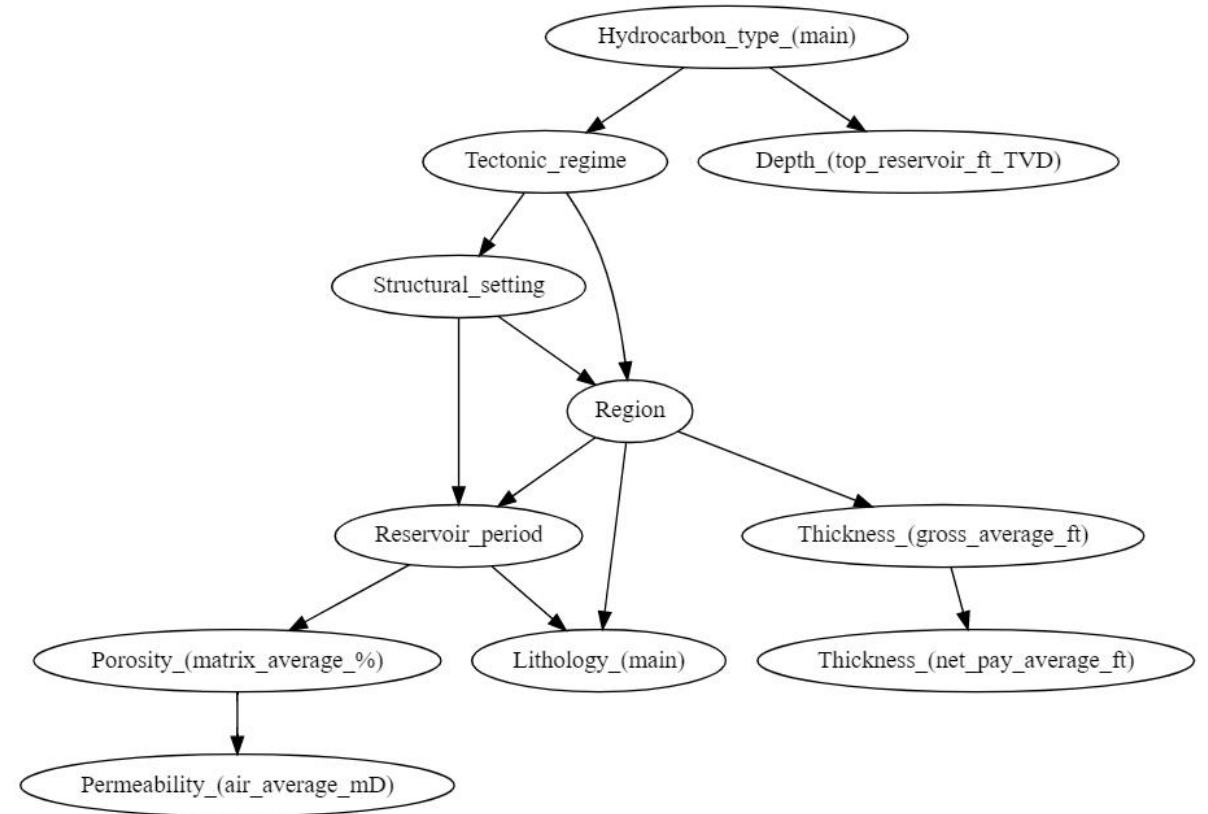 Hydrocarbon_type_(main)
Tectonic_regime
Depth_(top_reservoir_ft_TVD)
Structural_setting
Region
Reservoir_period
Thickness_(gross_average_ft)
Porosity_(matrix_average_%)
Lithology_(main)
Thickness_(net_pay_average_ft)
Permeability_(air_average_mD)